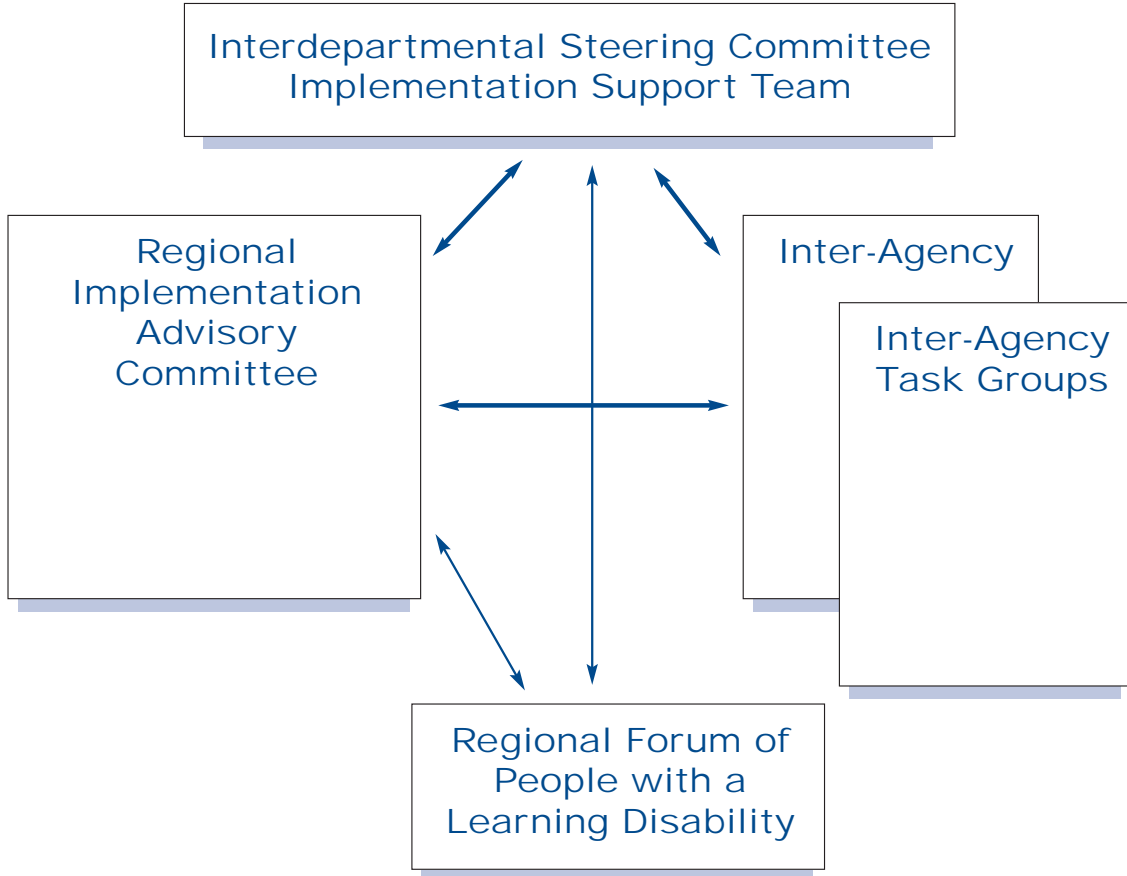 Interdepartmental Steering Committee
Implementation Support Team
Regional
Implementation
Advisory
Committee
Inter-Agency
Inter-Agency
Task Groups
Regional Forum of
People with a
Learning Disability